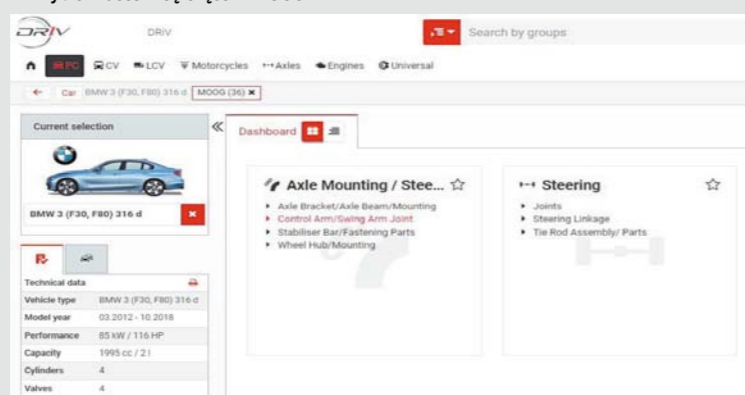 DRiV
DRiV
Search by groups
PC CV LCV Motorcycles Axles Engines Universal
Car BMW 3 (F30, F80) 316 d MOOG (36) ×
Current selection
Dashboard
BMW 3 (F30, F80) 316 d
Axle Mounting / Stee...
Axle Bracket/Axle Beam/Mounting
Control Arm/Swing Arm Joint
Stabiliser Bar/Fastening Parts
Wheel Hub/Mounting
Steering
Joints
Steering Linkage
Tie Rod Assembly/ Parts
Technical data
Vehicle type BMW 3 (F30, F80) 316 d
Model year 03.2012 - 10.2018
Performance 85 kW / 116 HP
Capacity 1995 cc / 2 l
Cylinders 4
Valves 4